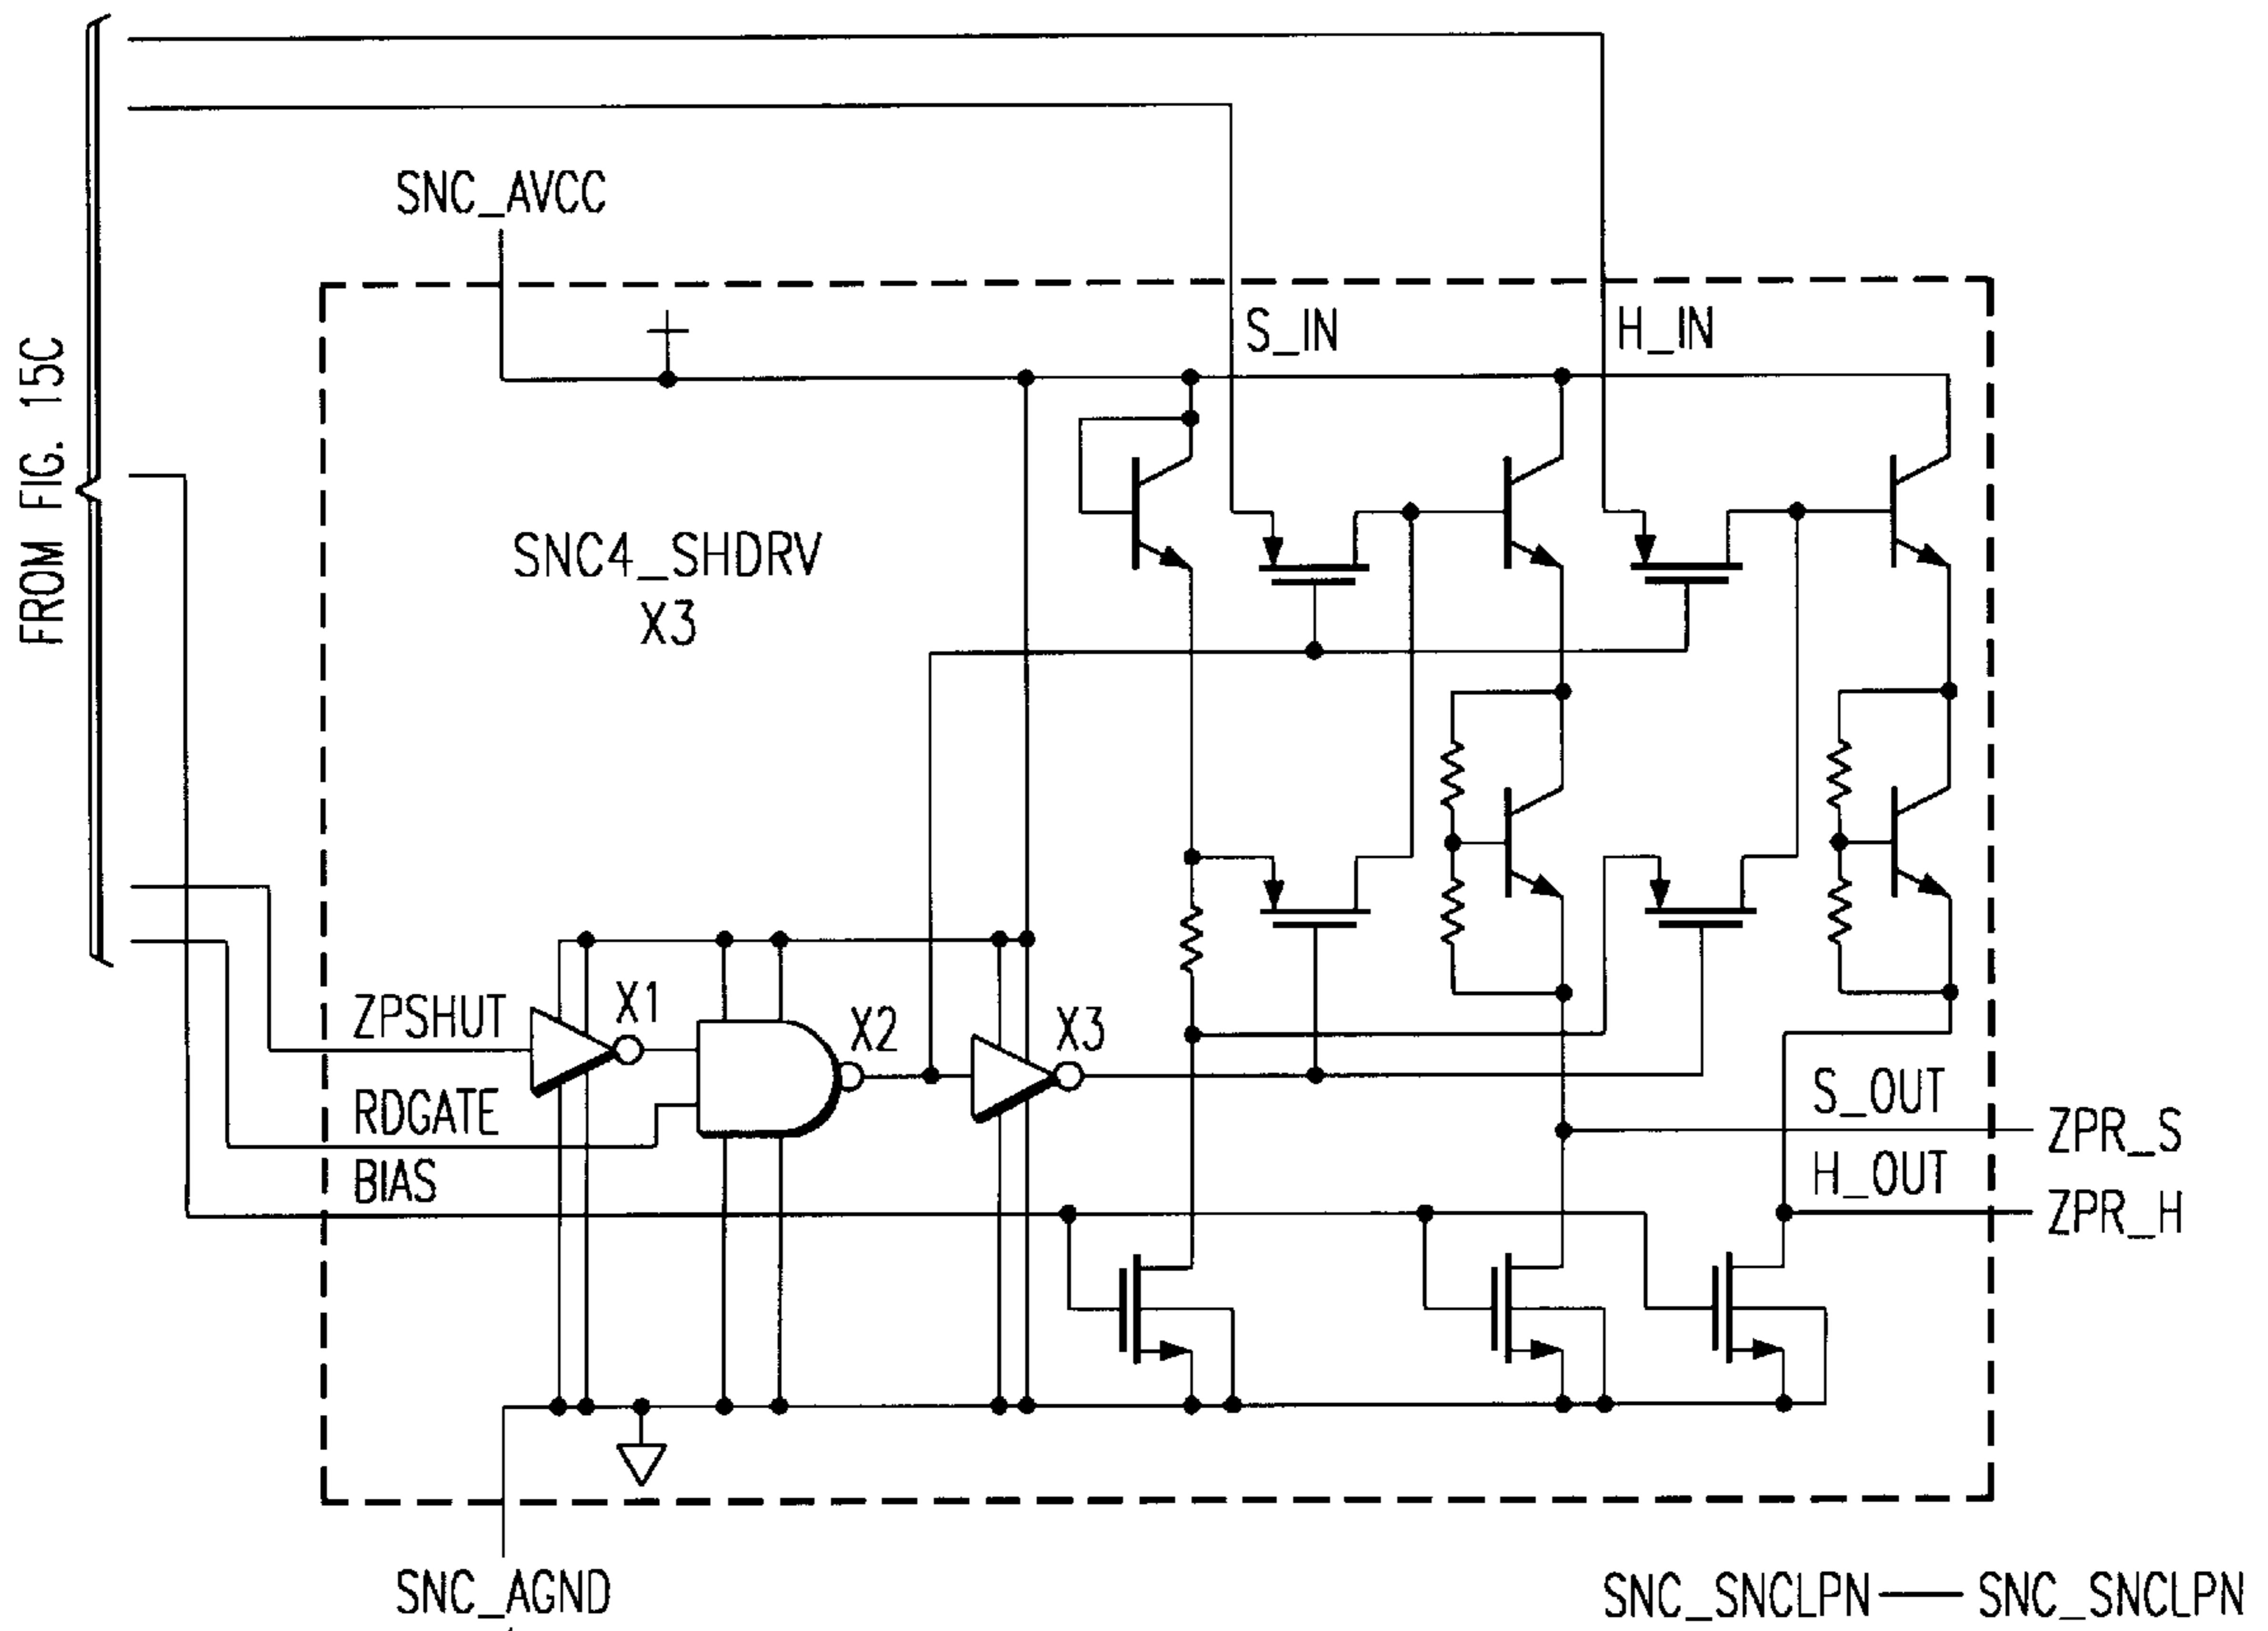 FROM FIG. 15C
SNC_AVCC
S_IN
H_IN
SNC4_SHDRV
X3
ZPSHUT
X1
X2
X3
RDGATE
BIAS
S_OUT
ZPR_S
H_OUT
ZPR_H
SNC_AGND
SNC_SNCLPN
SNC_SNCLPN